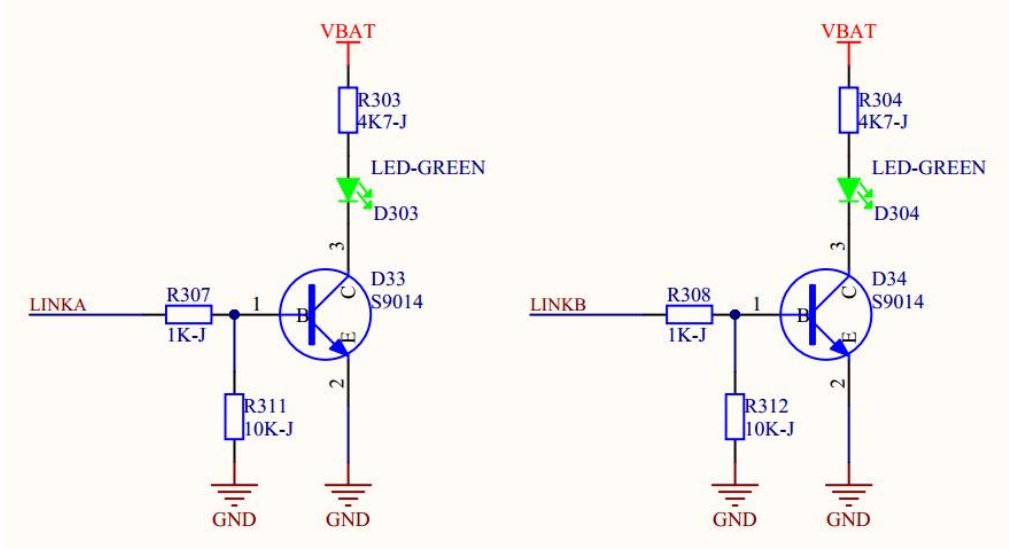 VBAT
R303
4K7-J
LED-GREEN
D303
3
D33
S9014
C
B
E
LINKA
R307
1K-J
1
2
R311
10K-J
GND
GND
VBAT
R304
4K7-J
LED-GREEN
D304
3
D34
S9014
C
B
E
LINKB
R308
1K-J
1
2
R312
10K-J
GND
GND